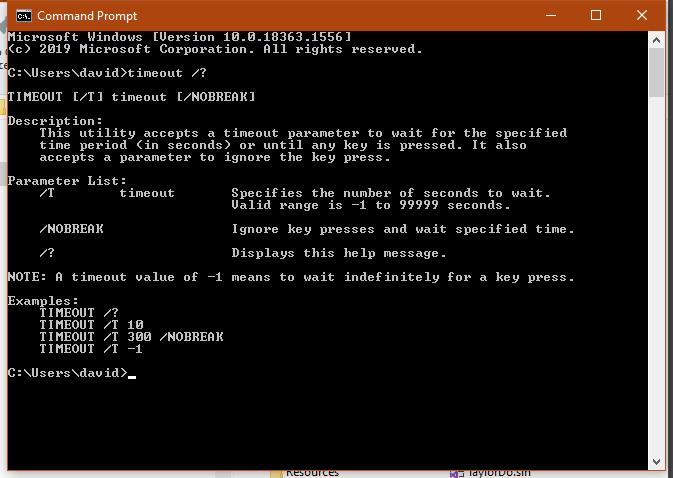 Command Prompt
Microsoft Windows [Version 10.0.18363.1556]
(c) 2019 Microsoft Corporation. All rights reserved.
C:\Users\david>timeout /?
TIMEOUT [/T] timeout [/NOBREAK]
Description:
This utility accepts a timeout parameter to wait for the specified
time period (in seconds) or until any key is pressed. It also
accepts a parameter to ignore the key press.
Parameter List:
/T timeout Specifies the number of seconds to wait.
Valid range is -1 to 99999 seconds.
/NOBREAK Ignore key presses and wait specified time.
/? Displays this help message.
NOTE: A timeout value of -1 means to wait indefinitely for a key press.
Examples:
TIMEOUT /?
TIMEOUT /T 10
TIMEOUT /T 300 /NOBREAK
TIMEOUT /T -1
C:\Users\david>_
Resources TaylorDo.sln